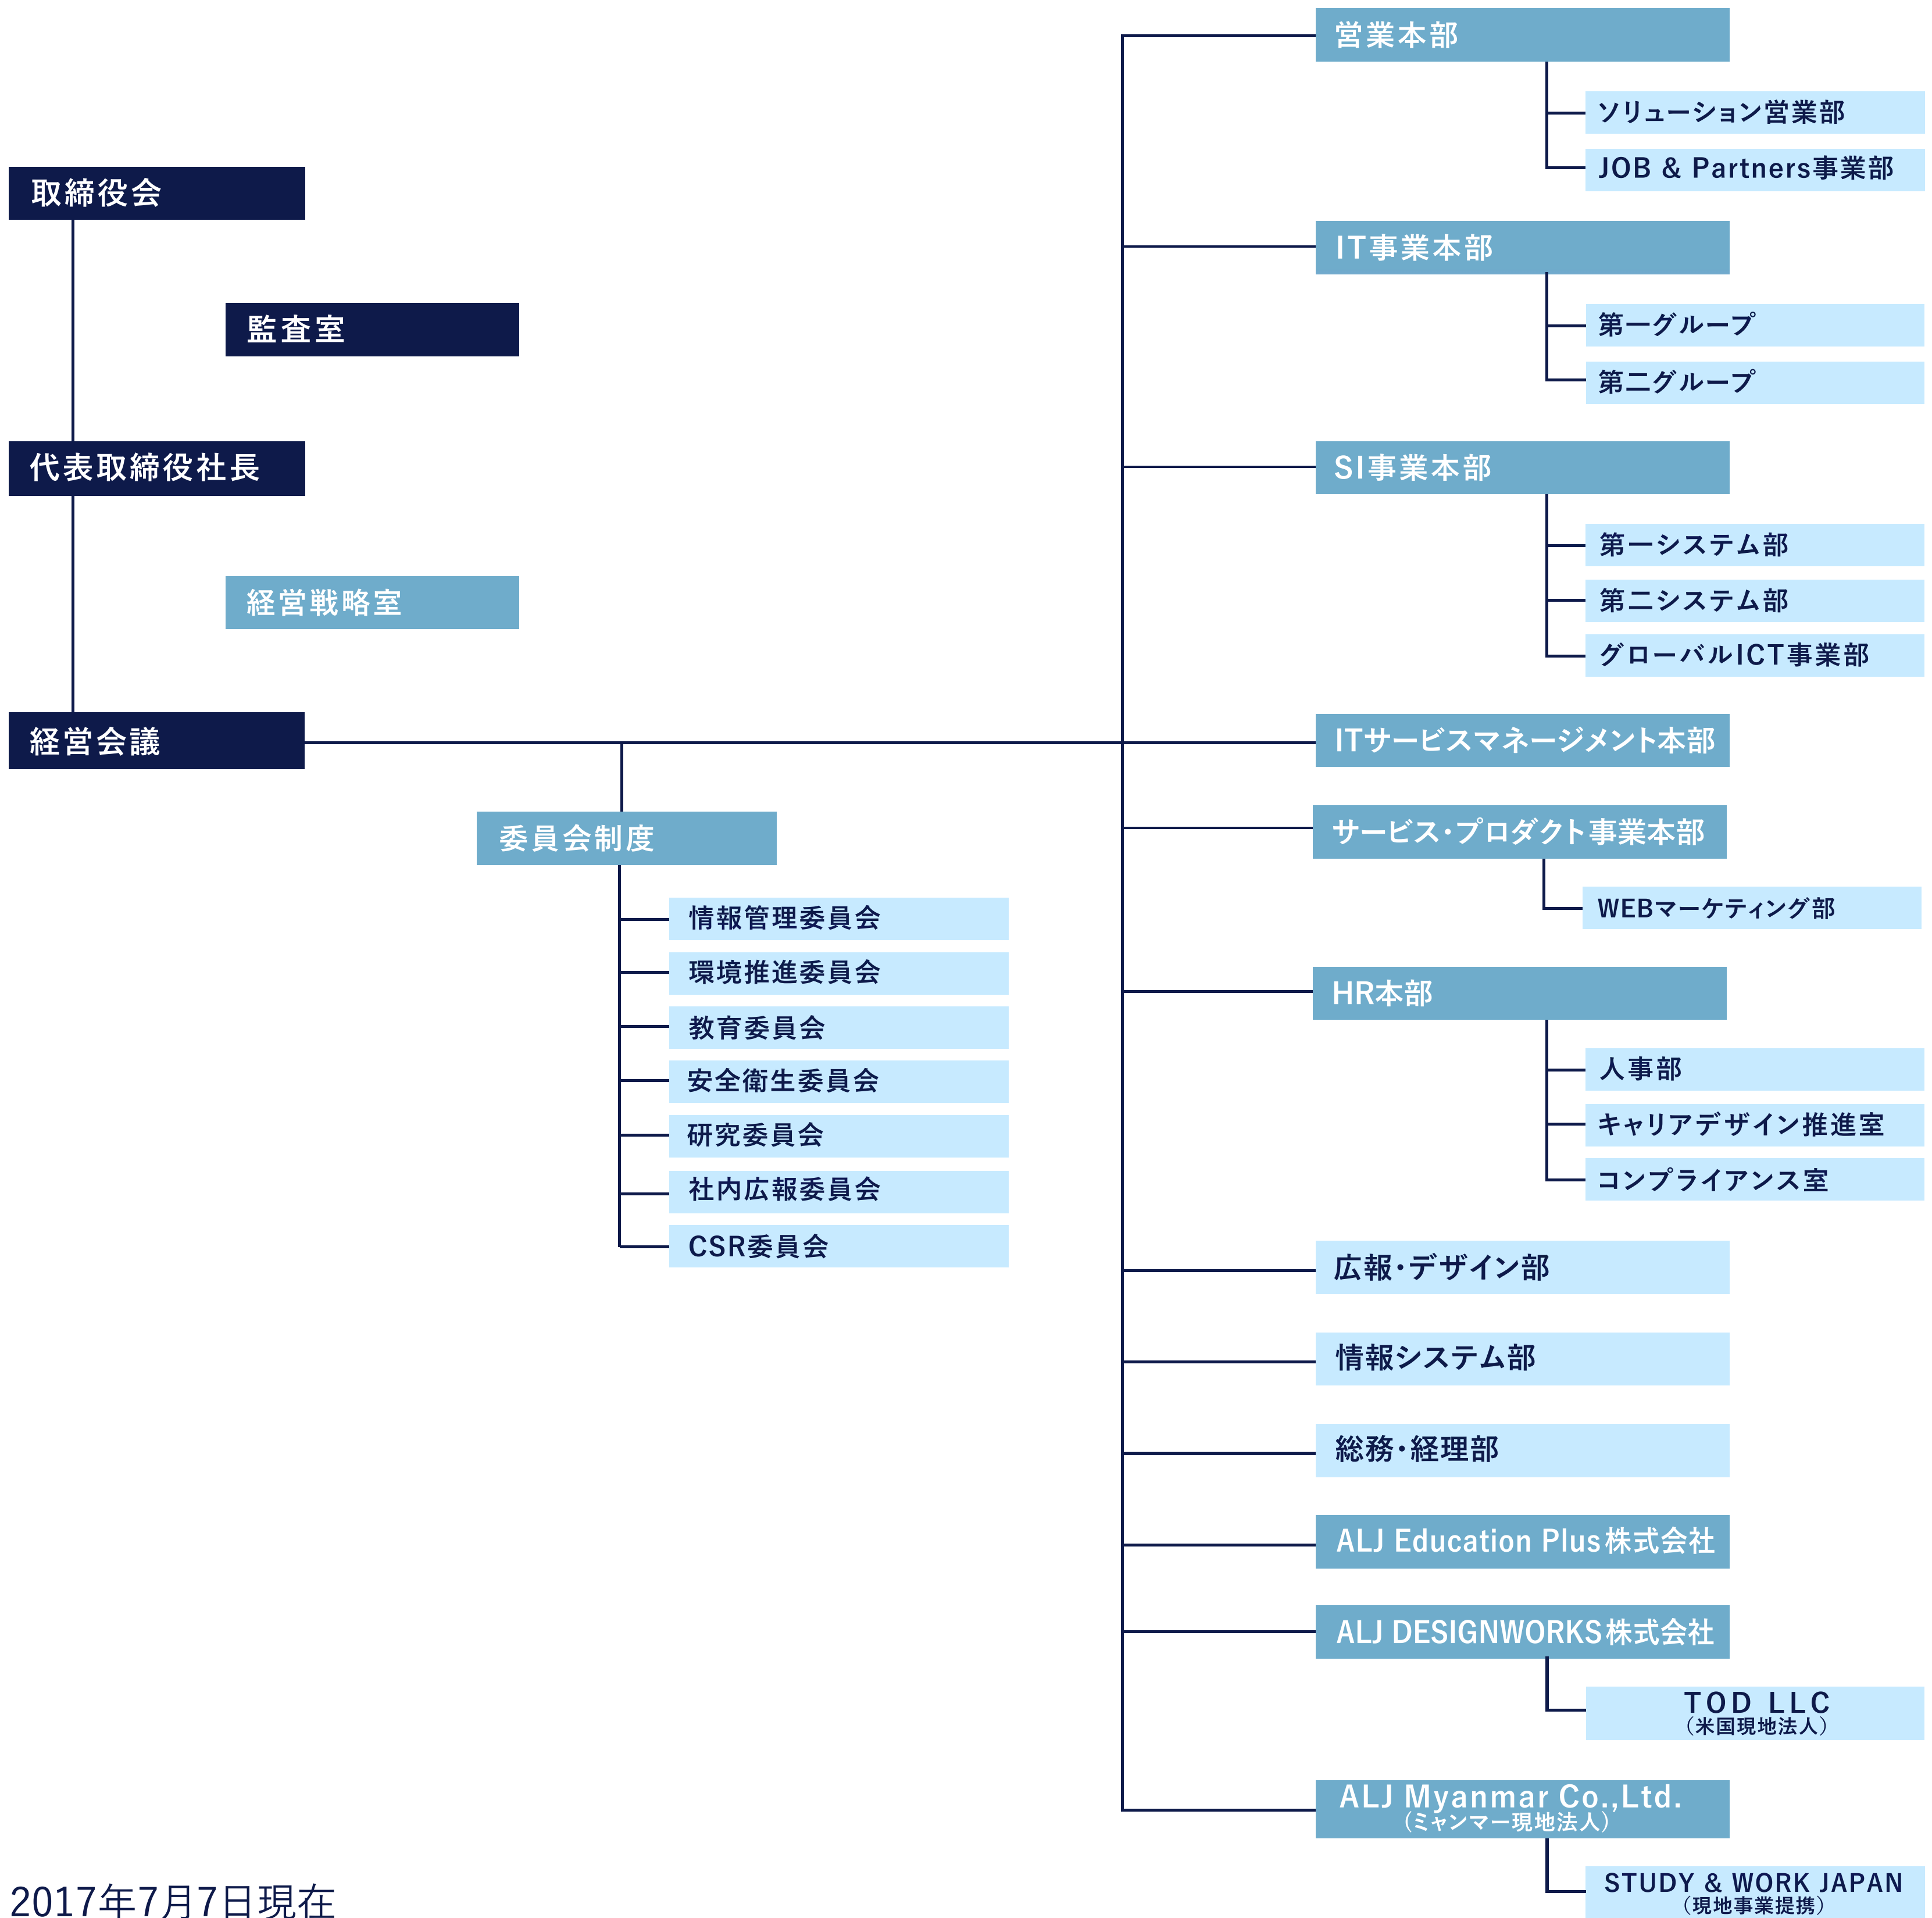 取締役会
監査室
代表取締役社長
経営戦略室
経営会議
委員会制度
情報管理委員会
環境推進委員会
教育委員会
安全衛生委員会
研究委員会
社内広報委員会
CSR委員会
営業本部
ソリューション営業部
JOB & Partners事業部
IT事業本部
第一グループ
第二グループ
SI事業本部
第一システム部
第二システム部
グローバルICT事業部
ITサービスマネージメント本部
サービス・プロダクト事業本部
WEBマーケティング部
HR本部
人事部
キャリアデザイン推進室
コンプライアンス室
広報・デザイン部
情報システム部
総務・経理部
ALJ Education Plus株式会社
ALJ DESIGNWORKS株式会社
TOD LLC
（米国現地法人）
ALJ Myanmar Co.,Ltd.
（ミャンマー現地法人）
STUDY & WORK JAPAN
（現地事業提携）
2017年7月7日現在